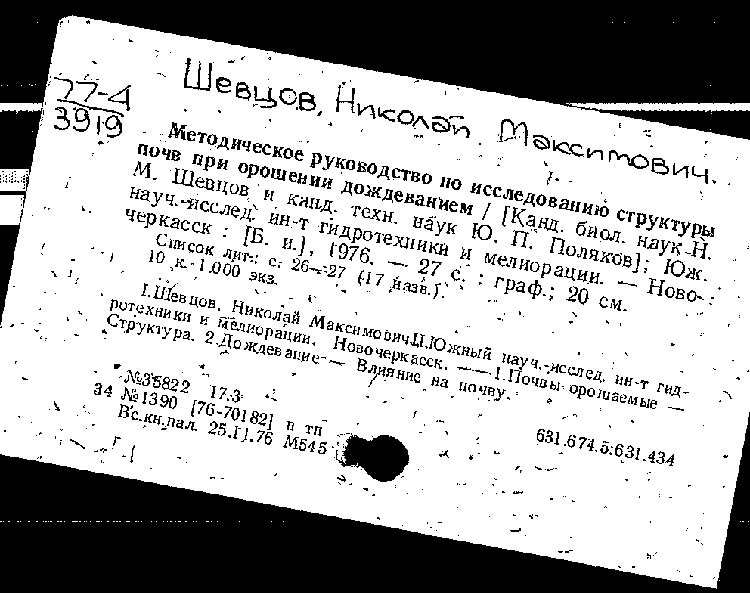 77-4
3919
Шевцов, Николай Максимович.
Методическое руководство по исследованию структуры
почв при орошении дождеванием / [Канд. биол. наук Н.
М. Шевцов и канд. техн. наук Ю. П. Поляков]; Юж.
науч.-исслед. ин-т гидротехники и мелиорации. — Ново-
черкасск : [Б. и.], 1976. — 27 с. : граф.; 20 см.
Список лит.: с. 26—27 (17 назв.).
10 к. 1.000 экз.
I.Шевцов, Николай Максимович.II.Южный науч.-исслед. ин-т гид-
ротехники и мелиорации. Новочеркасск. — —1.Почвы орошаемые —
Структура. 2.Дождевание — Влияние на почву.
№35822 17.3
34 №1390 [76-70182] п тп
Вс.кн.пал. 25.11.76 М545
631.674.5:631.434